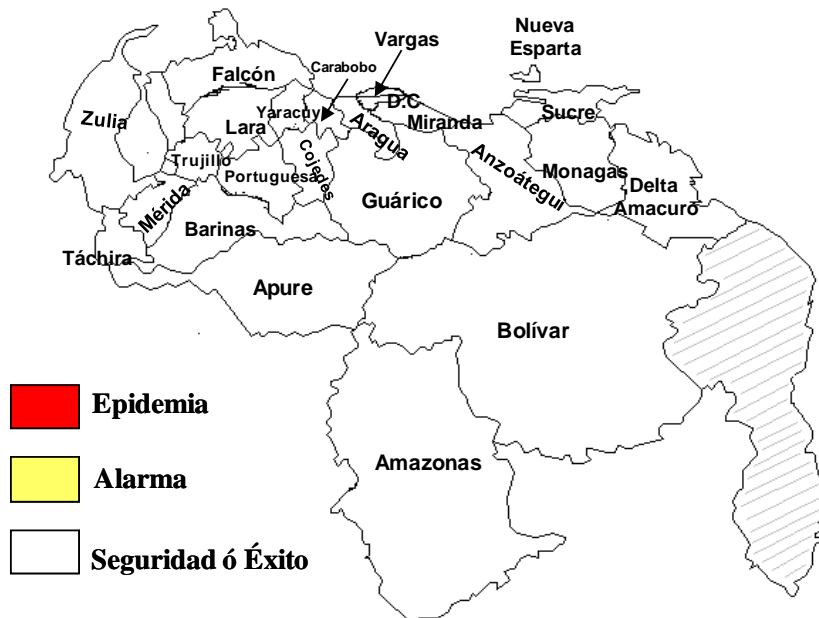 Nueva
Esparta
Vargas
Carabobo
Falcón
D.C
Zulia
Yaracuy
Lara
Aragua
Miranda
Sucre
Trujillo
Cojedes
Portuguesa
Anzoátegui
Monagas
Delta
Amacuro
Mérida
Guárico
Barinas
Táchira
Apure
Bolívar
Epidemia
Amazonas
Alarma
Seguridad ó Éxito